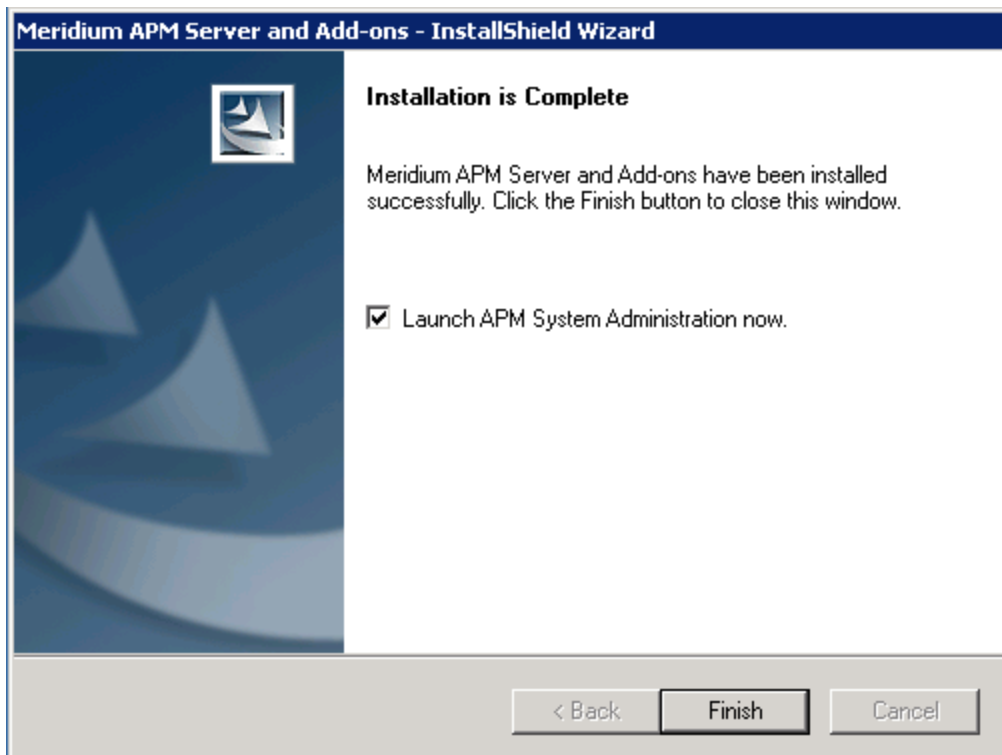 Meridium APM Server and Add-ons - InstallShield Wizard
Installation is Complete
Meridium APM Server and Add-ons have been installed
successfully. Click the Finish button to close this window.
Launch APM System Administration now.
< Back
Finish
Cancel